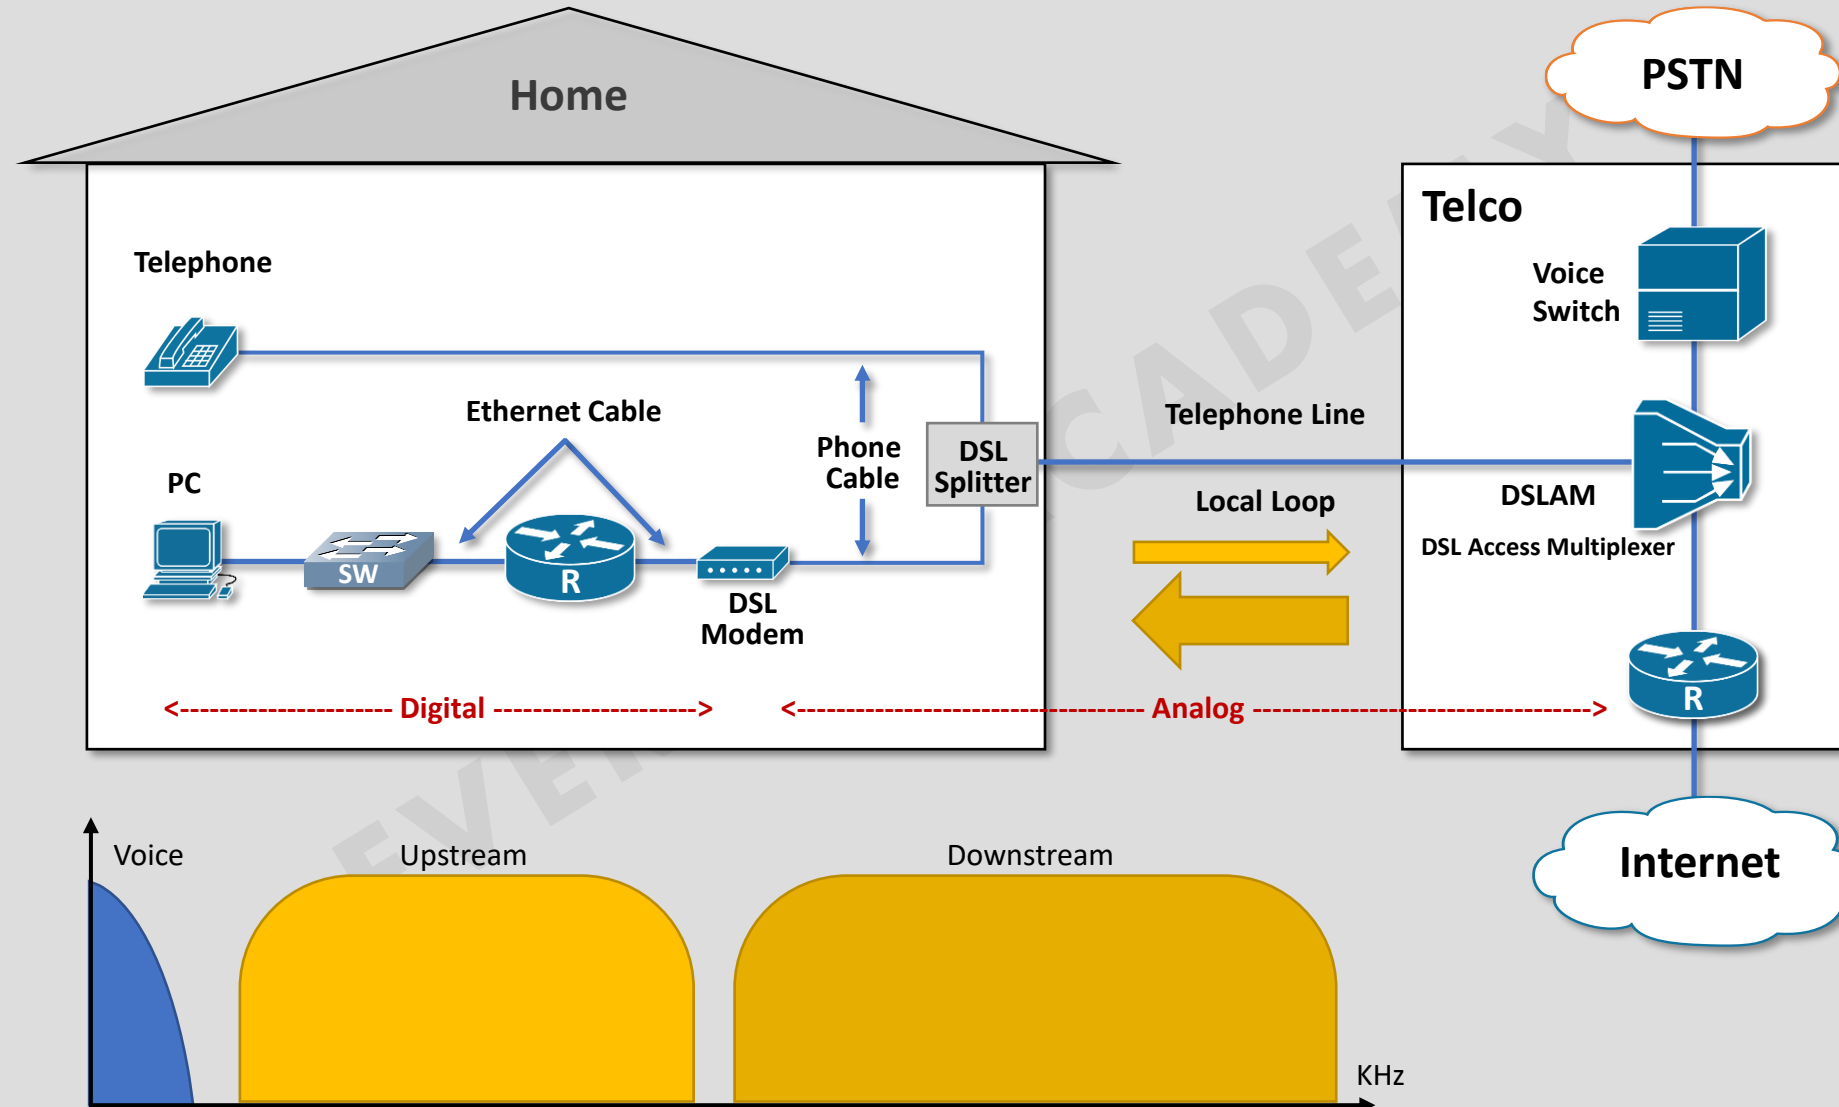 Home
PSTN
Telco
Telephone
Voice
Switch
Ethernet Cable
Telephone Line
Phone
Cable
DSL
Splitter
PC
Local Loop
DSLAM
DSL Access Multiplexer
SW
R
DSL
Modem
R
<--------------------- Digital --------------------->
<----------------------------------- Analog ----------------------------------->
Voice
Upstream
Downstream
Internet
KHz